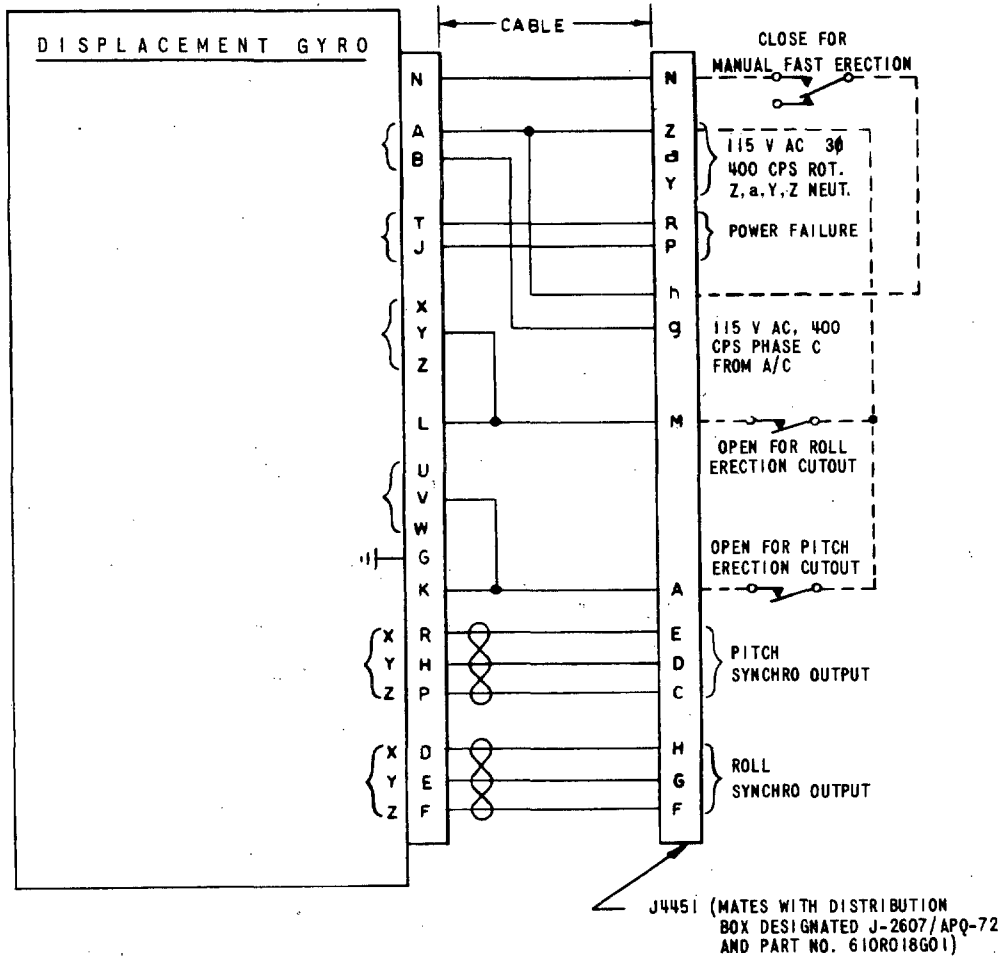 CABLE
DISPLACEMENT GYRO
CLOSE FOR
MANUAL FAST ERECTION
N N
A Z
B a
Y
115 V AC 3ø
400 CPS ROT.
Z,a,Y,Z NEUT.
T R
J P
POWER FAILURE
X h
Y g
Z
115 V AC, 400
CPS PHASE C
FROM A/C
L M
OPEN FOR ROLL
ERECTION CUTOUT
U
V
W
G
OPEN FOR PITCH
ERECTION CUTOUT
K A
X R E
Y H D
Z P C
PITCH
SYNCHRO OUTPUT
X D H
Y E G
Z F F
ROLL
SYNCHRO OUTPUT
J4451 (MATES WITH DISTRIBUTION
BOX DESIGNATED J-2607/APQ-72
AND PART NO. 610R018G01)